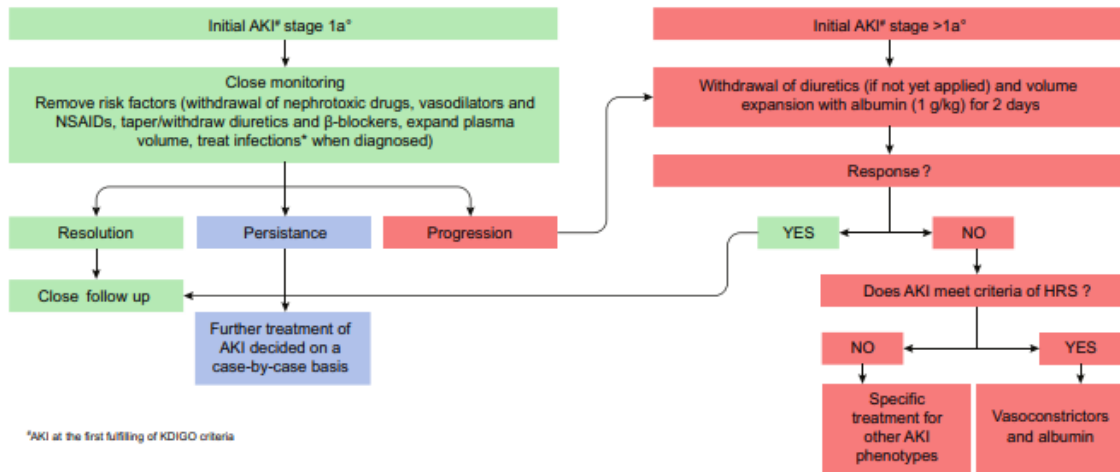 Initial AKI# stage 1a°
Close monitoring
Remove risk factors (withdrawal of nephrotoxic drugs, vasodilators and
NSAIDs, taper/withdraw diuretics and β-blockers, expand plasma
volume, treat infections* when diagnosed)
Resolution
Persistance
Progression
Close follow up
Further treatment of
AKI decided on a
case-by-case basis
#AKI at the first fulfilling of KDIGO criteria
Initial AKI# stage >1a°
Withdrawal of diuretics (if not yet applied) and volume
expansion with albumin (1 g/kg) for 2 days
Response ?
YES
NO
Does AKI meet criteria of HRS ?
NO
YES
Specific
treatment for
other AKI
phenotypes
Vasoconstrictors
and albumin